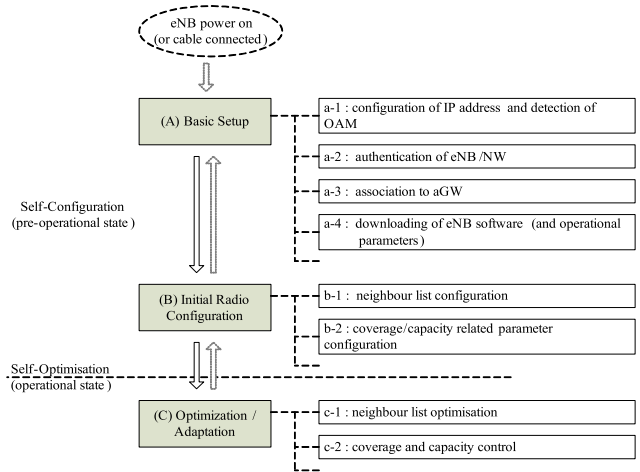 eNB power on
(or cable connected )
(A) Basic Setup
a-1 : configuration of IP address and detection of
OAM
a-2 : authentication of eNB /NW
a-3 : association to aGW
a-4 : downloading of eNB software (and operational
parameters )
Self-Configuration
(pre-operational state )
(B) Initial Radio
Configuration
b-1 : neighbour list configuration
b-2 : coverage/capacity related parameter
configuration
Self-Optimisation
(operational state )
(C) Optimization /
Adaptation
c-1 : neighbour list optimisation
c-2 : coverage and capacity control